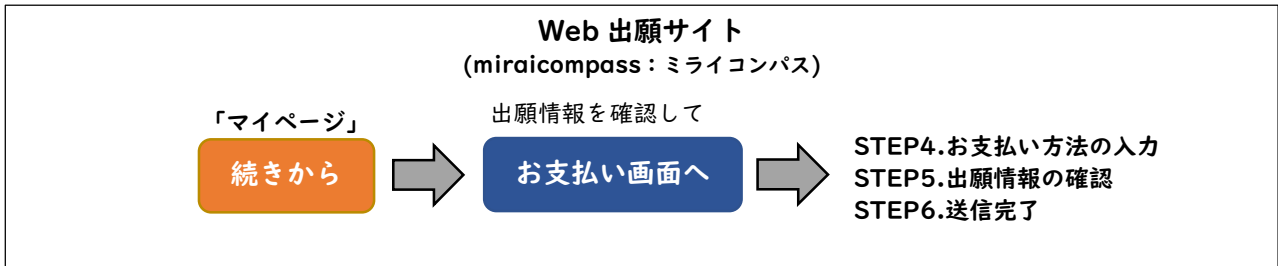 Web 出願サイト
(miraicompass：ミライコンパス)
「マイページ」
続きから
出願情報を確認して
お支払い画面へ
STEP4.お支払い方法の入力
STEP5.出願情報の確認
STEP6.送信完了